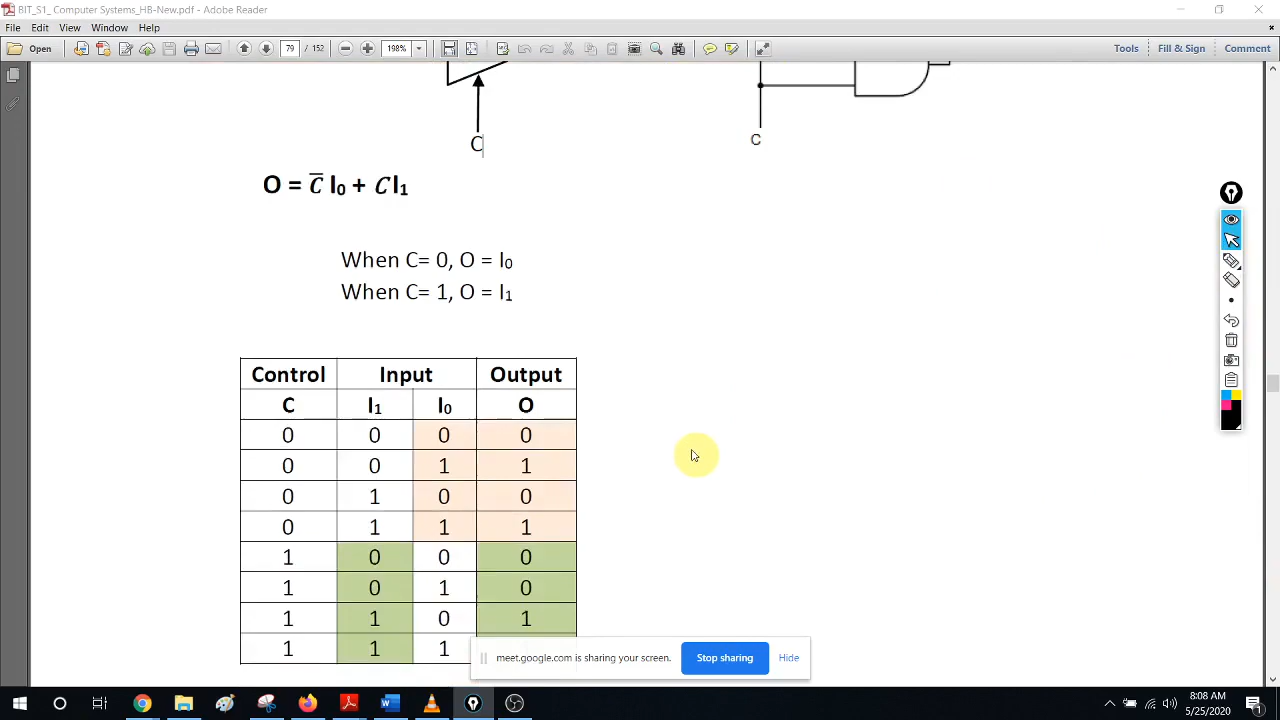 BIT_S1_ Computer Systems_HB-New.pdf - Adobe Reader
File Edit View Window Help
Open 79 / 152 198% Tools Fill & Sign Comment
C
C
O = C̅ I₀ + C I₁
When C= 0, O = I₀
When C= 1, O = I₁
Control Input Output
C I₁ I₀ O
0 0 0 0
0 0 1 1
0 1 0 0
0 1 1 1
1 0 0 0
1 0 1 0
1 1 0 1
1 1 1
meet.google.com is sharing your screen. Stop sharing Hide
8:08 AM
5/25/2020